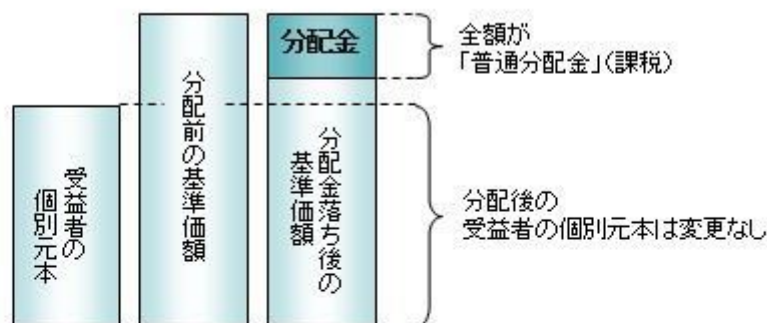 受益者の
個別元本
分配前の基準価額
分配金
分配金落ち後の
基準価額
全額が
「普通分配金」(課税)
分配後の
受益者の個別元本は変更なし